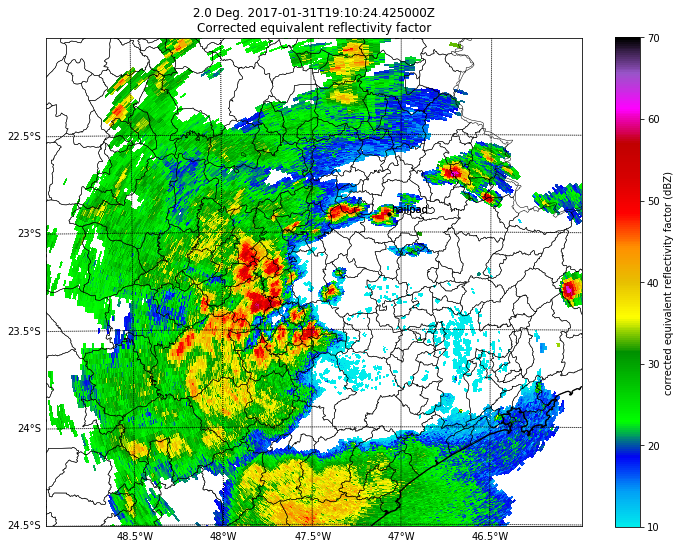 2.0 Deg. 2017-01-31T19:10:24.425000Z
Corrected equivalent reflectivity factor
70
60
50
40
30
20
10
corrected equivalent reflectivity factor (dBZ)
22.5°S
23°S
23.5°S
24°S
24.5°S
48.5°W
48°W
47.5°W
47°W
46.5°W